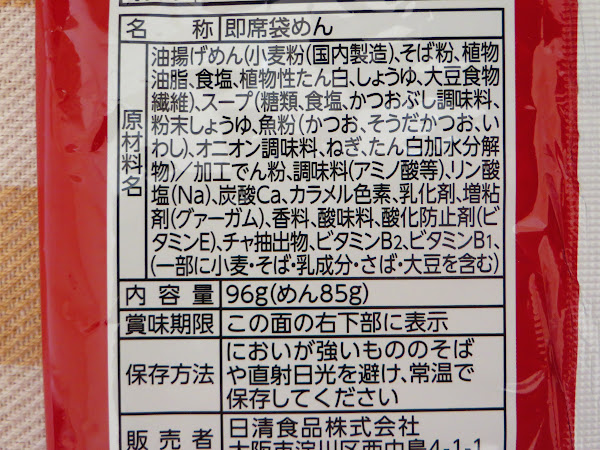 名称 即席袋めん
原材料名
油揚げめん(小麦粉(国内製造)、そば粉、植物
油脂、食塩、植物性たん白、しょうゆ、大豆食物
繊維)、スープ(糖類、食塩、かつおぶし調味料、
粉末しょうゆ、魚粉(かつお、そうだかつお、い
わし)、オニオン調味料、ねぎ、たん白加水分解
物)/加工でん粉、調味料(アミノ酸等)、リン酸
塩(Na)、炭酸Ca、カラメル色素、乳化剤、増粘
剤(グァーガム)、香料、酸味料、酸化防止剤(ビ
タミンE)、チャ抽出物、ビタミンB2、ビタミンB1、
(一部に小麦・そば・乳成分・さば・大豆を含む)
内容量 96g(めん85g)
賞味期限 この面の右下部に表示
保存方法
においが強いもののそば
や直射日光を避け、常温で
保存してください
販売者 日清食品株式会社
大阪市淀川区西中島4-1-1